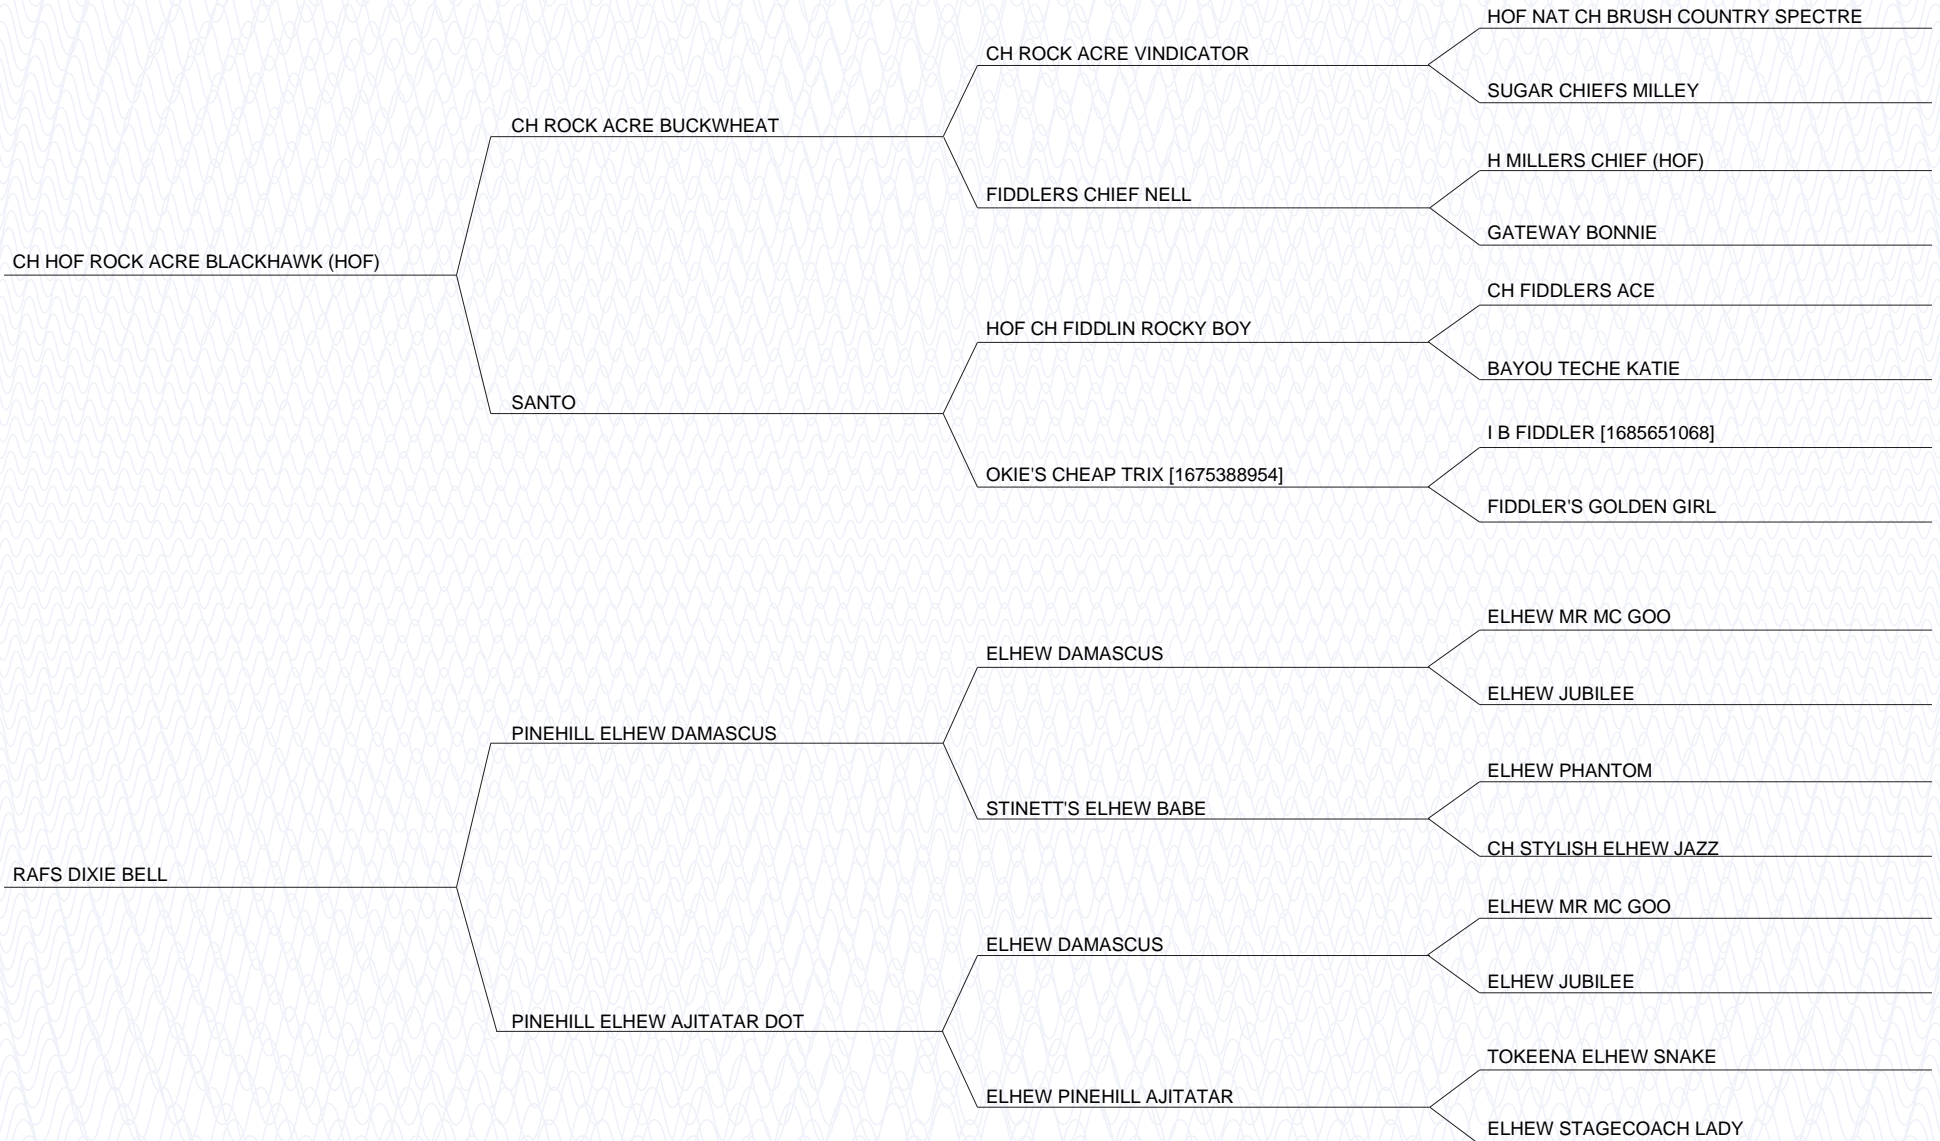 HOF NAT CH BRUSH COUNTRY SPECTRE
CH ROCK ACRE VINDICATOR
SUGAR CHIEFS MILLEY
CH ROCK ACRE BUCKWHEAT
H MILLERS CHIEF (HOF)
FIDDLERS CHIEF NELL
GATEWAY BONNIE
CH HOF ROCK ACRE BLACKHAWK (HOF)
CH FIDDLERS ACE
HOF CH FIDDLIN ROCKY BOY
BAYOU TECHE KATIE
SANTO
I B FIDDLER [1685651068]
OKIE'S CHEAP TRIX [1675388954]
FIDDLER'S GOLDEN GIRL
ELHEW MR MC GOO
ELHEW DAMASCUS
ELHEW JUBILEE
PINEHILL ELHEW DAMASCUS
ELHEW PHANTOM
STINETT'S ELHEW BABE
CH STYLISH ELHEW JAZZ
RAFS DIXIE BELL
ELHEW MR MC GOO
ELHEW DAMASCUS
ELHEW JUBILEE
PINEHILL ELHEW AJITATAR DOT
TOKEENA ELHEW SNAKE
ELHEW PINEHILL AJITATAR
ELHEW STAGECOACH LADY